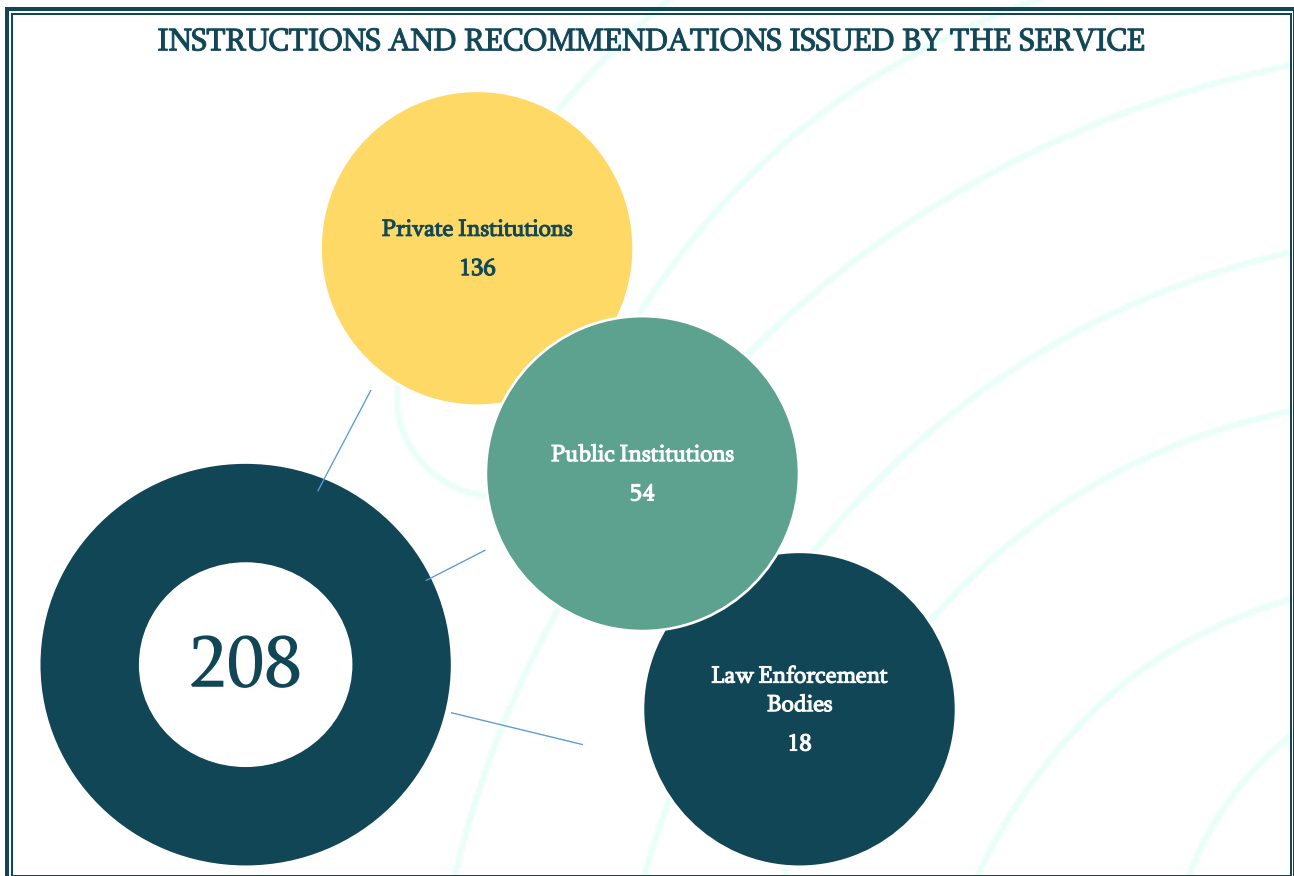 INSTRUCTIONS AND RECOMMENDATIONS ISSUED BY THE SERVICE
Private Institutions
136
Public Institutions
54
208
Law Enforcement
Bodies
18